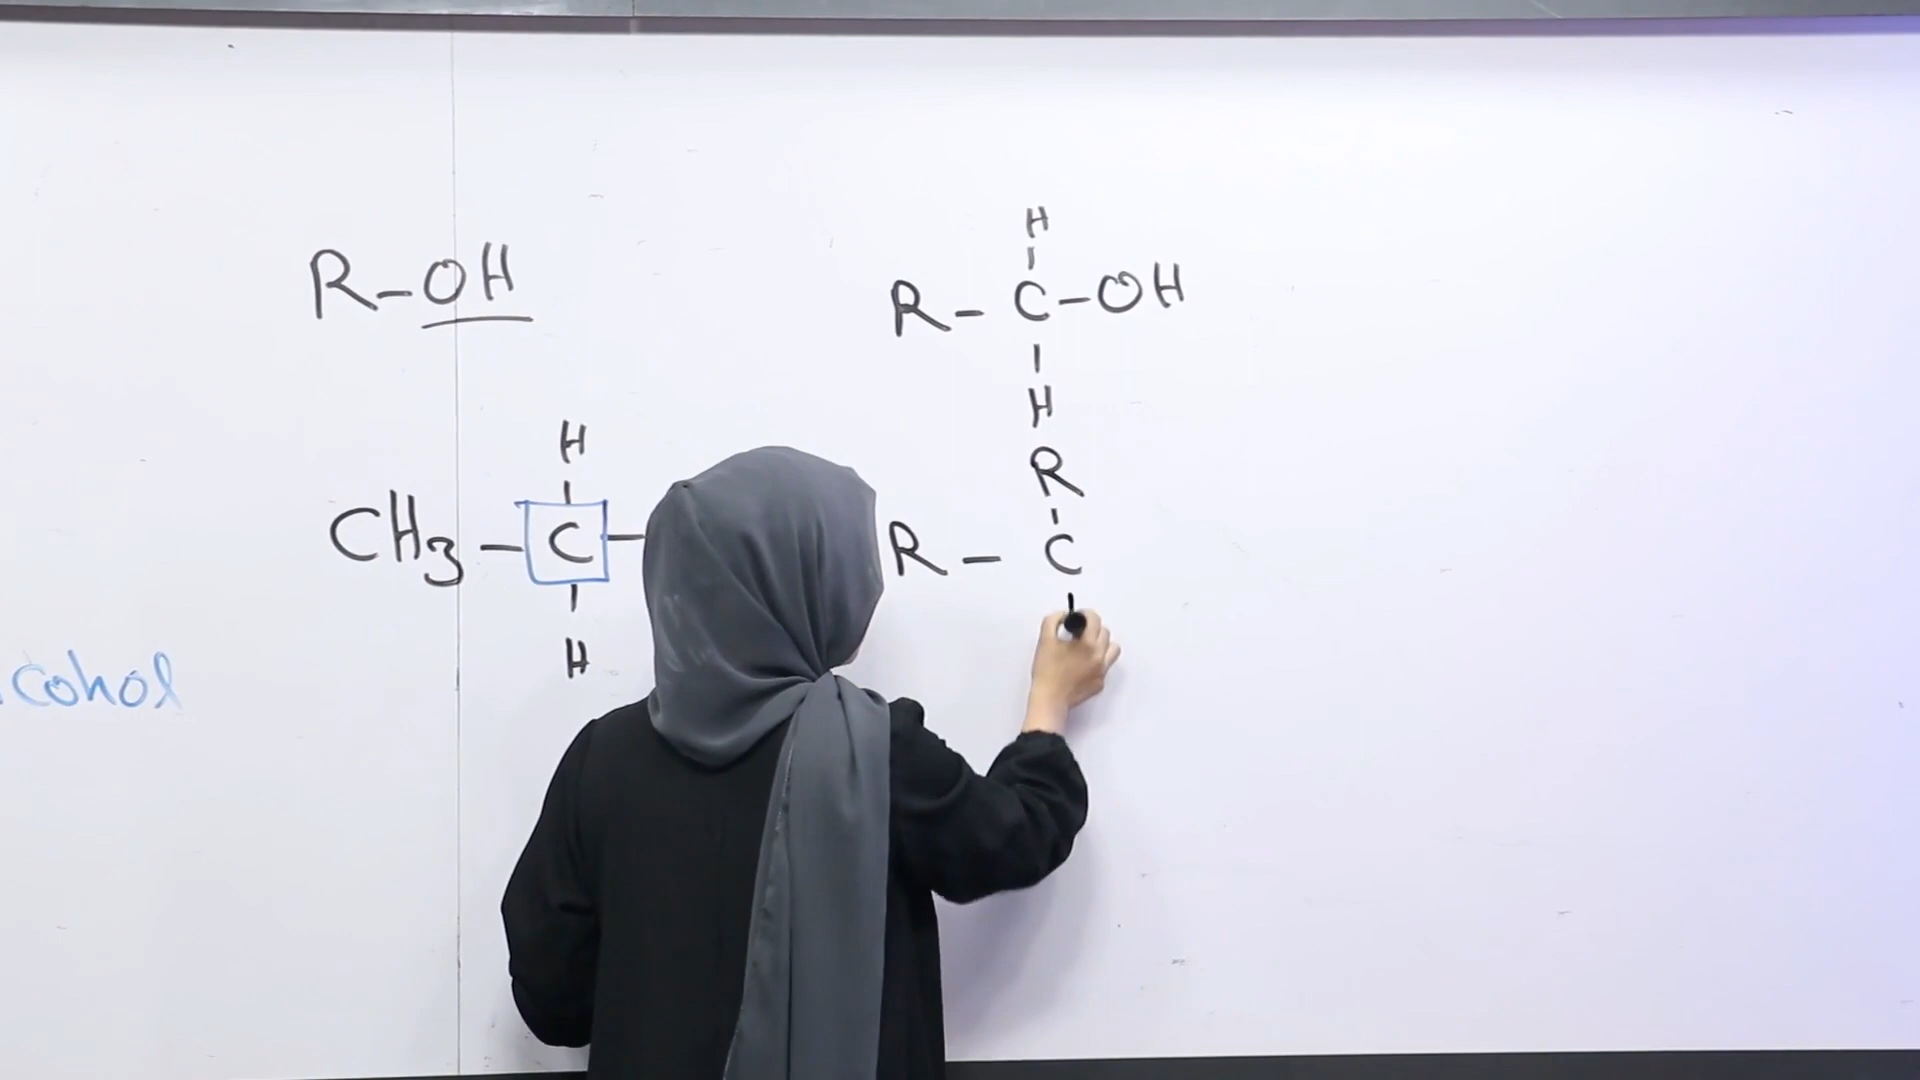 R-OH
H
CH3-C-
H
cohol
H
R-C-OH
H
R
R-C